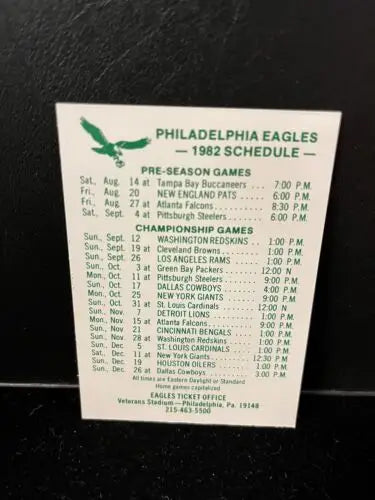 PHILADELPHIA EAGLES
— 1982 SCHEDULE —
PRE-SEASON GAMES
Sat., Aug. 14 at Tampa Bay Buccaneers . . . 7:00 P.M.
Fri., Aug. 20 NEW ENGLAND PATS . . . . . 6:00 P.M.
Fri., Aug. 27 at Atlanta Falcons . . . . . . . . 8:30 P.M.
Sat., Sept. 4 at Pittsburgh Steelers . . . . . . 6:00 P.M.
CHAMPIONSHIP GAMES
Sun., Sept. 12 WASHINGTON REDSKINS . . 1:00 P.M.
Sun., Sept. 19 at Cleveland Browns . . . . . . . 1:00 P.M.
Sun., Sept. 26 LOS ANGELES RAMS . . . . . 1:00 P.M.
Sun., Oct. 3 at Green Bay Packers . . . . . . 12:00 N
Mon., Oct. 11 at Pittsburgh Steelers . . . . . . 9:00 P.M.
Sun., Oct. 17 DALLAS COWBOYS . . . . . . 4:00 P.M.
Mon., Oct. 25 NEW YORK GIANTS . . . . . . 9:00 P.M.
Sun., Oct. 31 at St. Louis Cardinals . . . . . . 12:00 N
Sun., Nov. 7 DETROIT LIONS . . . . . . . . 1:00 P.M.
Mon., Nov. 15 at Atlanta Falcons . . . . . . . . 9:00 P.M.
Sun., Nov. 21 CINCINNATI BENGALS . . . . 1:00 P.M.
Sun., Nov. 28 at Washington Redskins . . . . . 1:00 P.M.
Sun., Dec. 5 ST. LOUIS CARDINALS . . . . 1:00 P.M.
Sat., Dec. 11 at New York Giants . . . . . . . . 12:30 P.M.
Sun., Dec. 19 HOUSTON OILERS . . . . . . 1:00 P.M.
Sun., Dec. 26 at Dallas Cowboys . . . . . . . . 3:00 P.M.
All times are Eastern Daylight or Standard
Home games capitalized
EAGLES TICKET OFFICE
Veterans Stadium—Philadelphia, Pa. 19148
215-463-5500